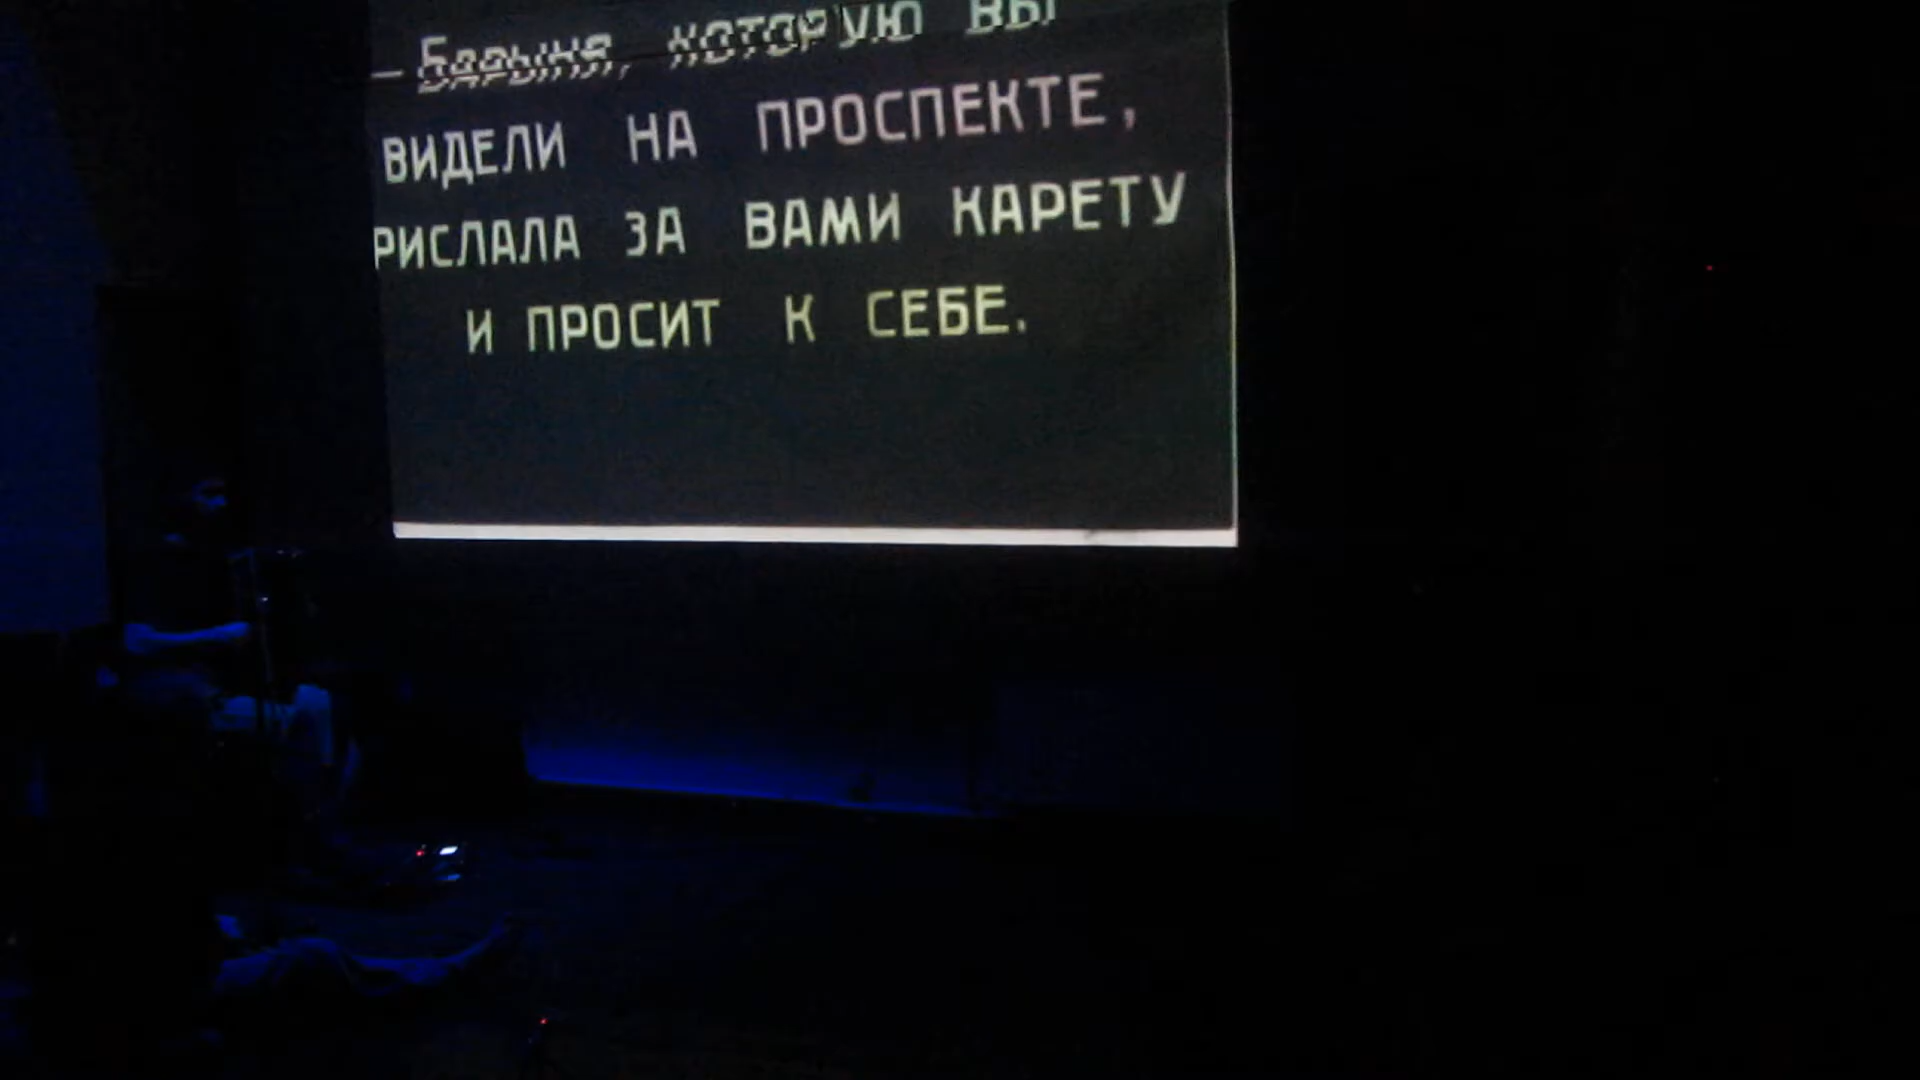 — Барыня, которую вы
ВИДЕЛИ НА ПРОСПЕКТЕ,
РИСЛАЛА ЗА ВАМИ КАРЕТУ
И ПРОСИТ К СЕБЕ.